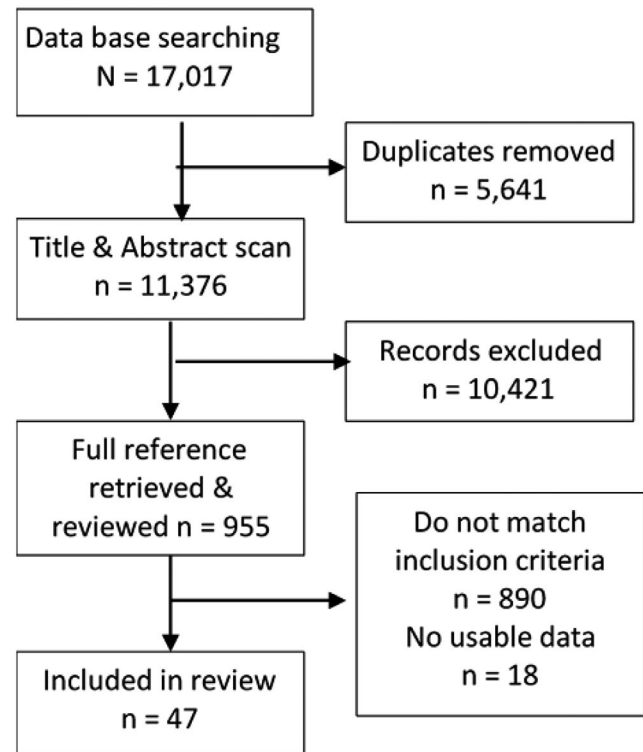 Data base searching
N = 17,017
Duplicates removed
n = 5,641
Title & Abstract scan
n = 11,376
Records excluded
n = 10,421
Full reference
retrieved &
reviewed n = 955
Do not match
inclusion criteria
n = 890
No usable data
n = 18
Included in review
n = 47